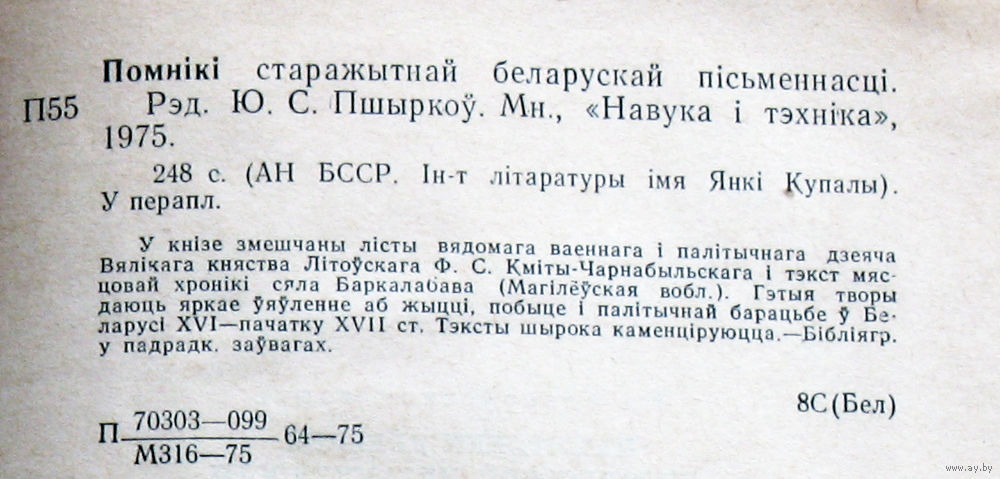 Помнікі старажытнай беларускай пісьменнасці.
П55 Рэд. Ю. С. Пшыркоў. Мн., «Навука і тэхніка»,
1975.
248 с. (АН БССР. Ін-т літаратуры імя Янкі Купалы).
У перапл.
У кнізе змешчаны лісты вядомага ваеннага і палітычнага дзеяча
Вялікага княства Літоўскага Ф. С. Кміты-Чарнабыльскага і тэкст мяс-
цовай хронікі сяла Баркалабава (Магілёўская вобл.). Гэтыя творы
даюць яркае ўяўленне аб жыцці, побыце і палітычнай барацьбе ў Бе-
ларусі XVI—пачатку XVII ст. Тэксты шырока каменціруюцца.—Бібліягр.
у падрадк. заўвагах.
8С(Бел)
П 70303—099
М316—75 64—75
www.ay.by